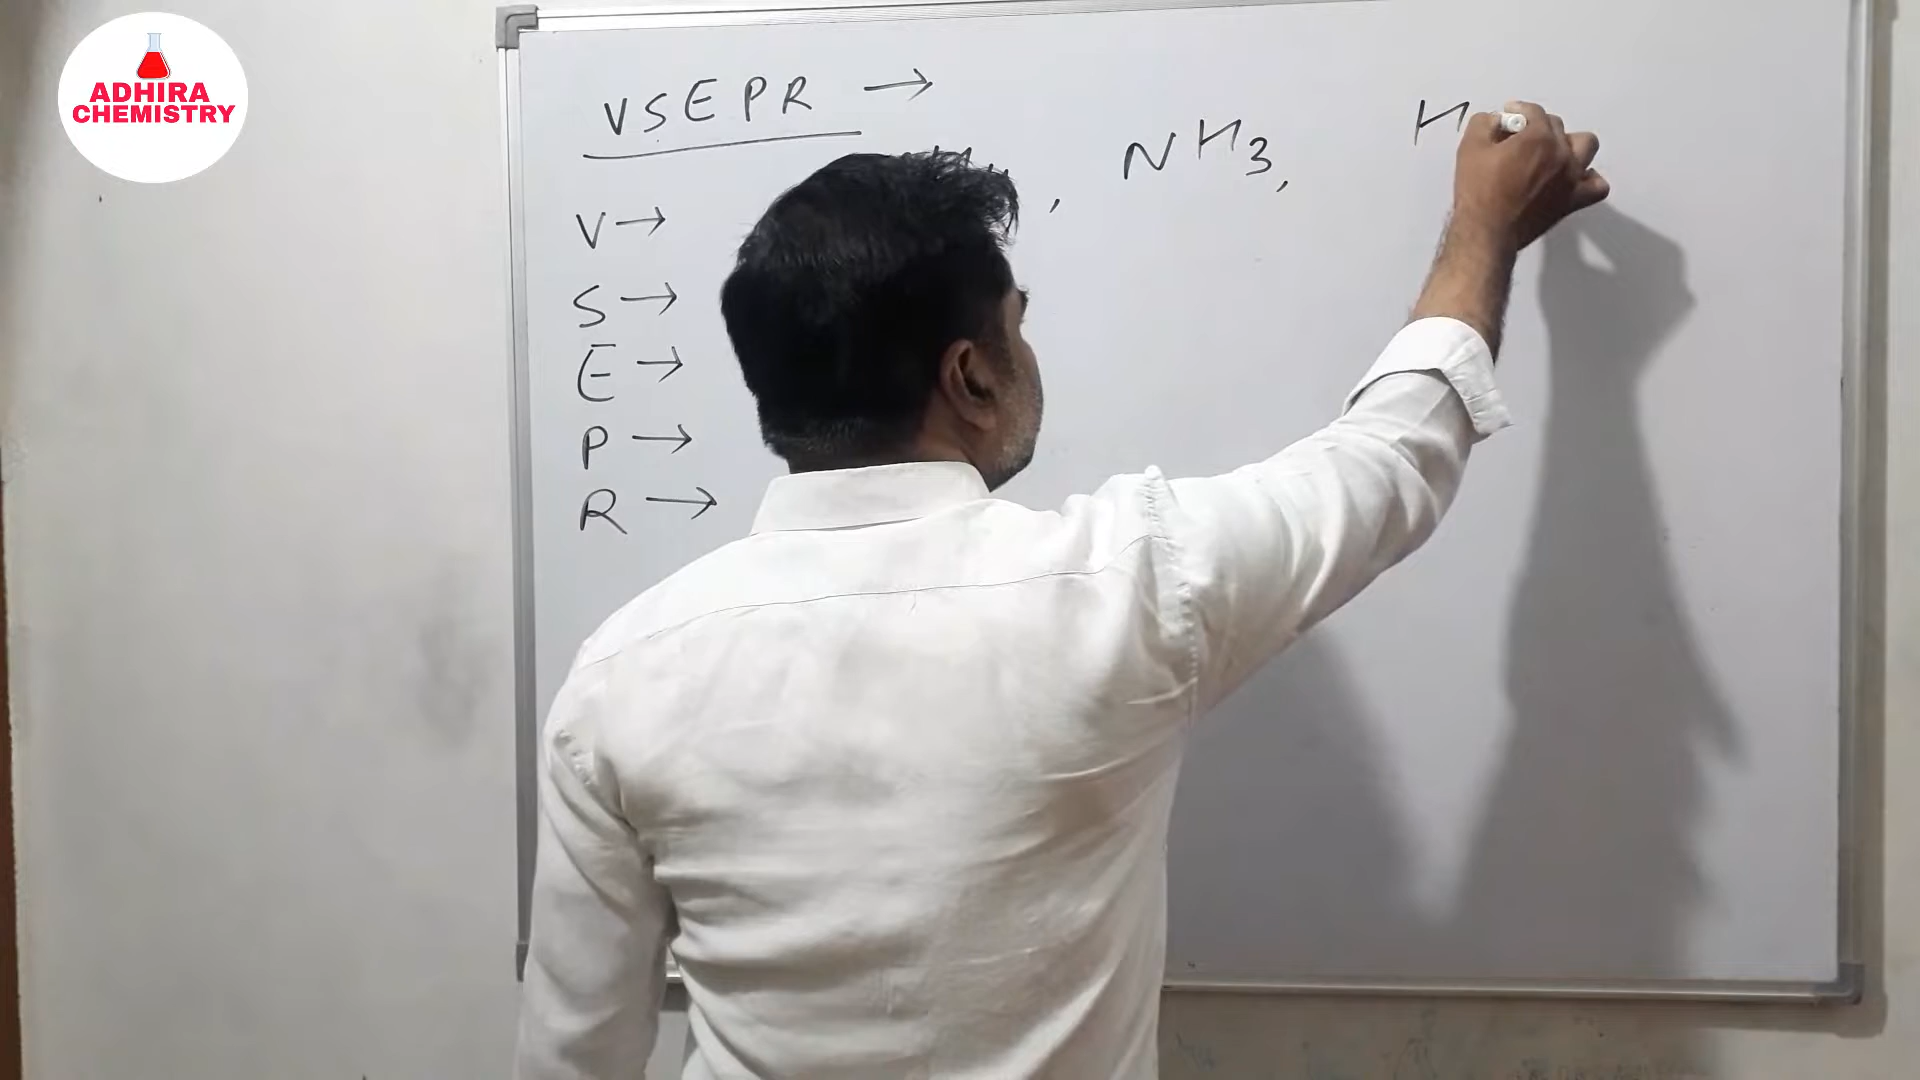 ADHIRA
CHEMISTRY
VSEPR →
, NH3, H
V →
S →
E →
P →
R →